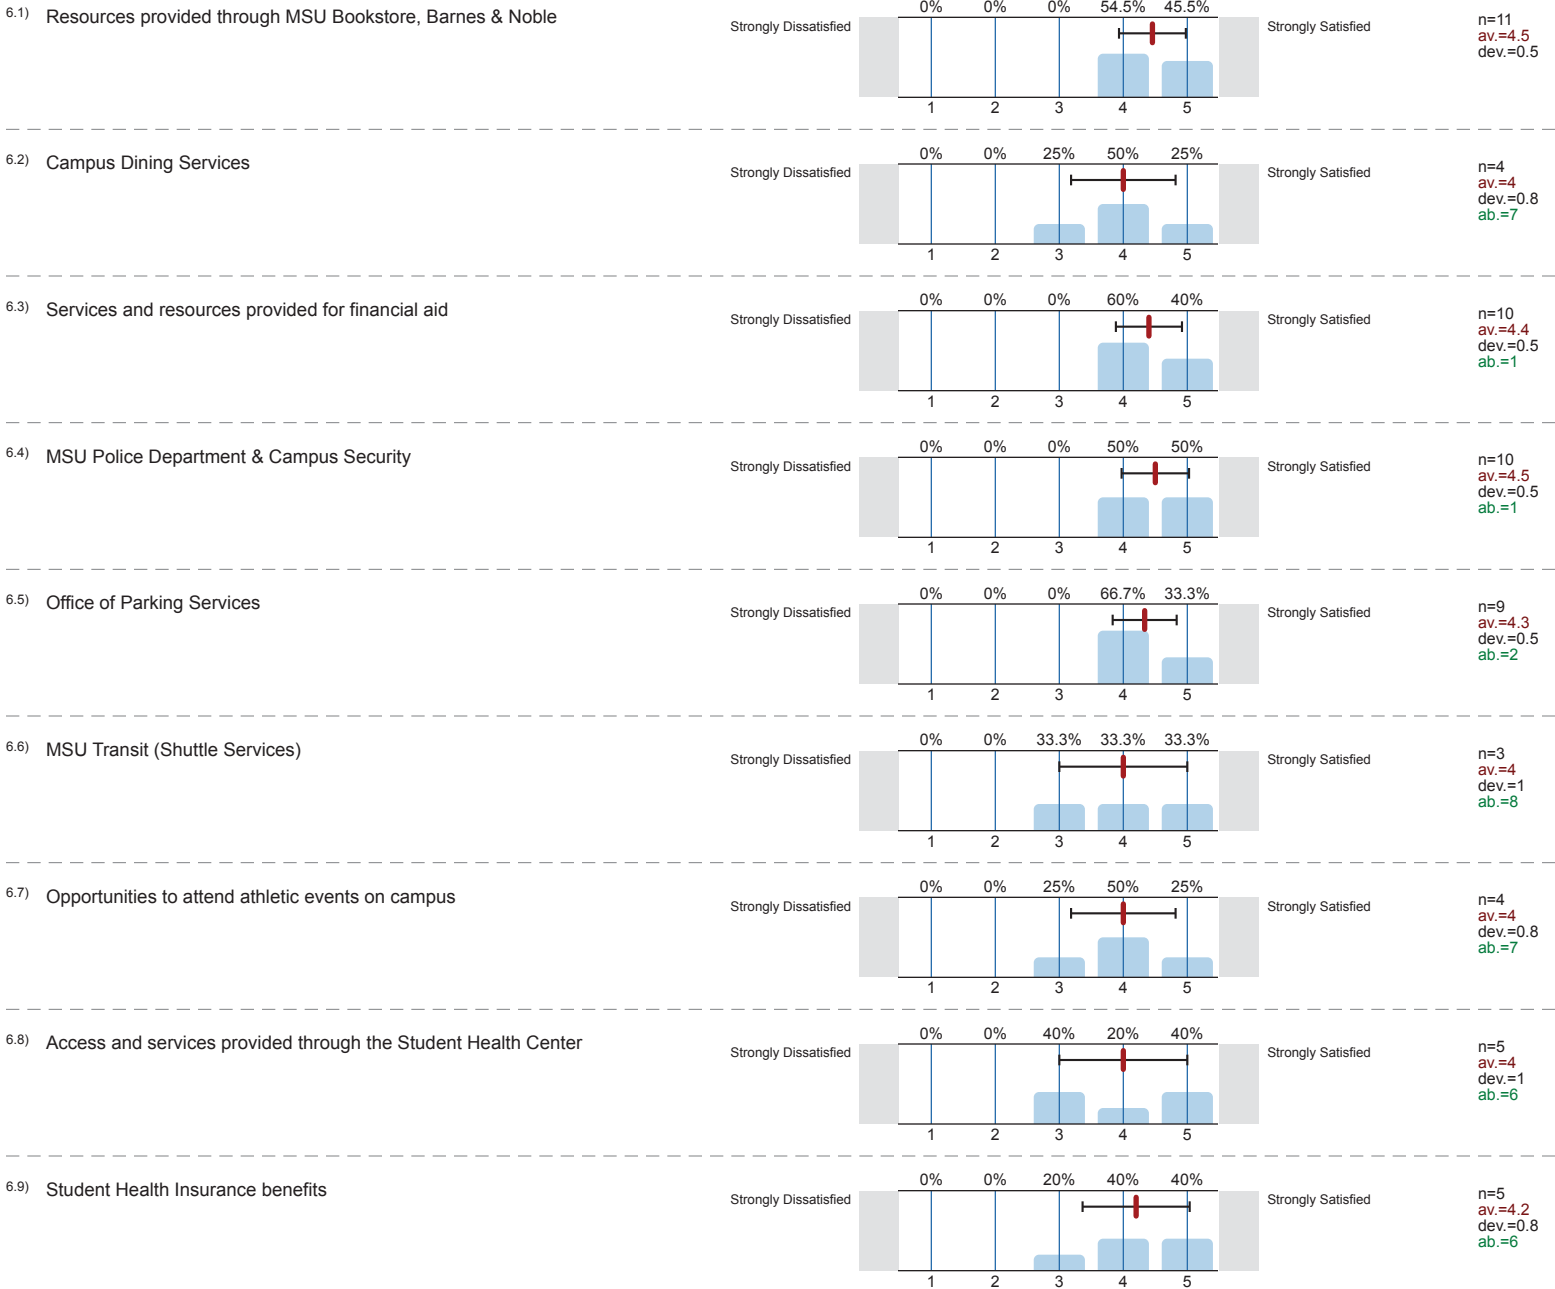 6.1) Resources provided through MSU Bookstore, Barnes & Noble
0% 0% 0% 54.5% 45.5%
Strongly Dissatisfied Strongly Satisfied
n=11
av.=4.5
dev.=0.5
1 2 3 4 5
6.2) Campus Dining Services
0% 0% 25% 50% 25%
Strongly Dissatisfied Strongly Satisfied
n=4
av.=4
dev.=0.8
ab.=7
1 2 3 4 5
6.3) Services and resources provided for financial aid
0% 0% 0% 60% 40%
Strongly Dissatisfied Strongly Satisfied
n=10
av.=4.4
dev.=0.5
ab.=1
1 2 3 4 5
6.4) MSU Police Department & Campus Security
0% 0% 0% 50% 50%
Strongly Dissatisfied Strongly Satisfied
n=10
av.=4.5
dev.=0.5
ab.=1
1 2 3 4 5
6.5) Office of Parking Services
0% 0% 0% 66.7% 33.3%
Strongly Dissatisfied Strongly Satisfied
n=9
av.=4.3
dev.=0.5
ab.=2
1 2 3 4 5
6.6) MSU Transit (Shuttle Services)
0% 0% 33.3% 33.3% 33.3%
Strongly Dissatisfied Strongly Satisfied
n=3
av.=4
dev.=1
ab.=8
1 2 3 4 5
6.7) Opportunities to attend athletic events on campus
0% 0% 25% 50% 25%
Strongly Dissatisfied Strongly Satisfied
n=4
av.=4
dev.=0.8
ab.=7
1 2 3 4 5
6.8) Access and services provided through the Student Health Center
0% 0% 40% 20% 40%
Strongly Dissatisfied Strongly Satisfied
n=5
av.=4
dev.=1
ab.=6
1 2 3 4 5
6.9) Student Health Insurance benefits
0% 0% 20% 40% 40%
Strongly Dissatisfied Strongly Satisfied
n=5
av.=4.2
dev.=0.8
ab.=6
1 2 3 4 5